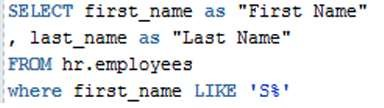 SELECT first_name as "First Name"
, last_name as "Last Name"
FROM hr.employees
where first_name LIKE 'S%'